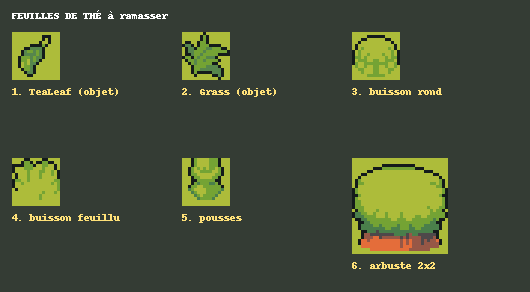 FEUILLES DE THÉ à ramasser
1. TeaLeaf (objet)
2. Grass (objet)
3. buisson rond
4. buisson feuillu
5. pousses
6. arbuste 2x2